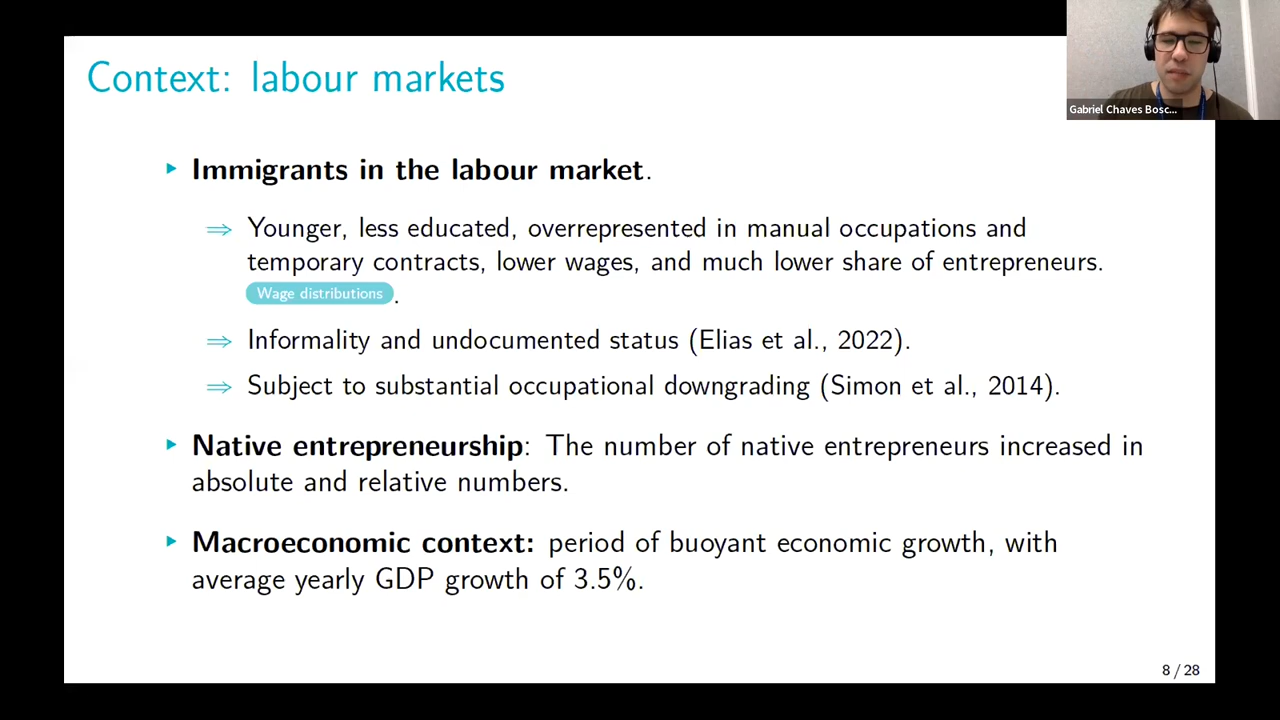 Context: labour markets
Gabriel Chaves Bosc...
Immigrants in the labour market.
⇒ Younger, less educated, overrepresented in manual occupations and
temporary contracts, lower wages, and much lower share of entrepreneurs.
Wage distributions .
⇒ Informality and undocumented status (Elias et al., 2022).
⇒ Subject to substantial occupational downgrading (Simon et al., 2014).
Native entrepreneurship: The number of native entrepreneurs increased in
absolute and relative numbers.
Macroeconomic context: period of buoyant economic growth, with
average yearly GDP growth of 3.5%.
8 / 28